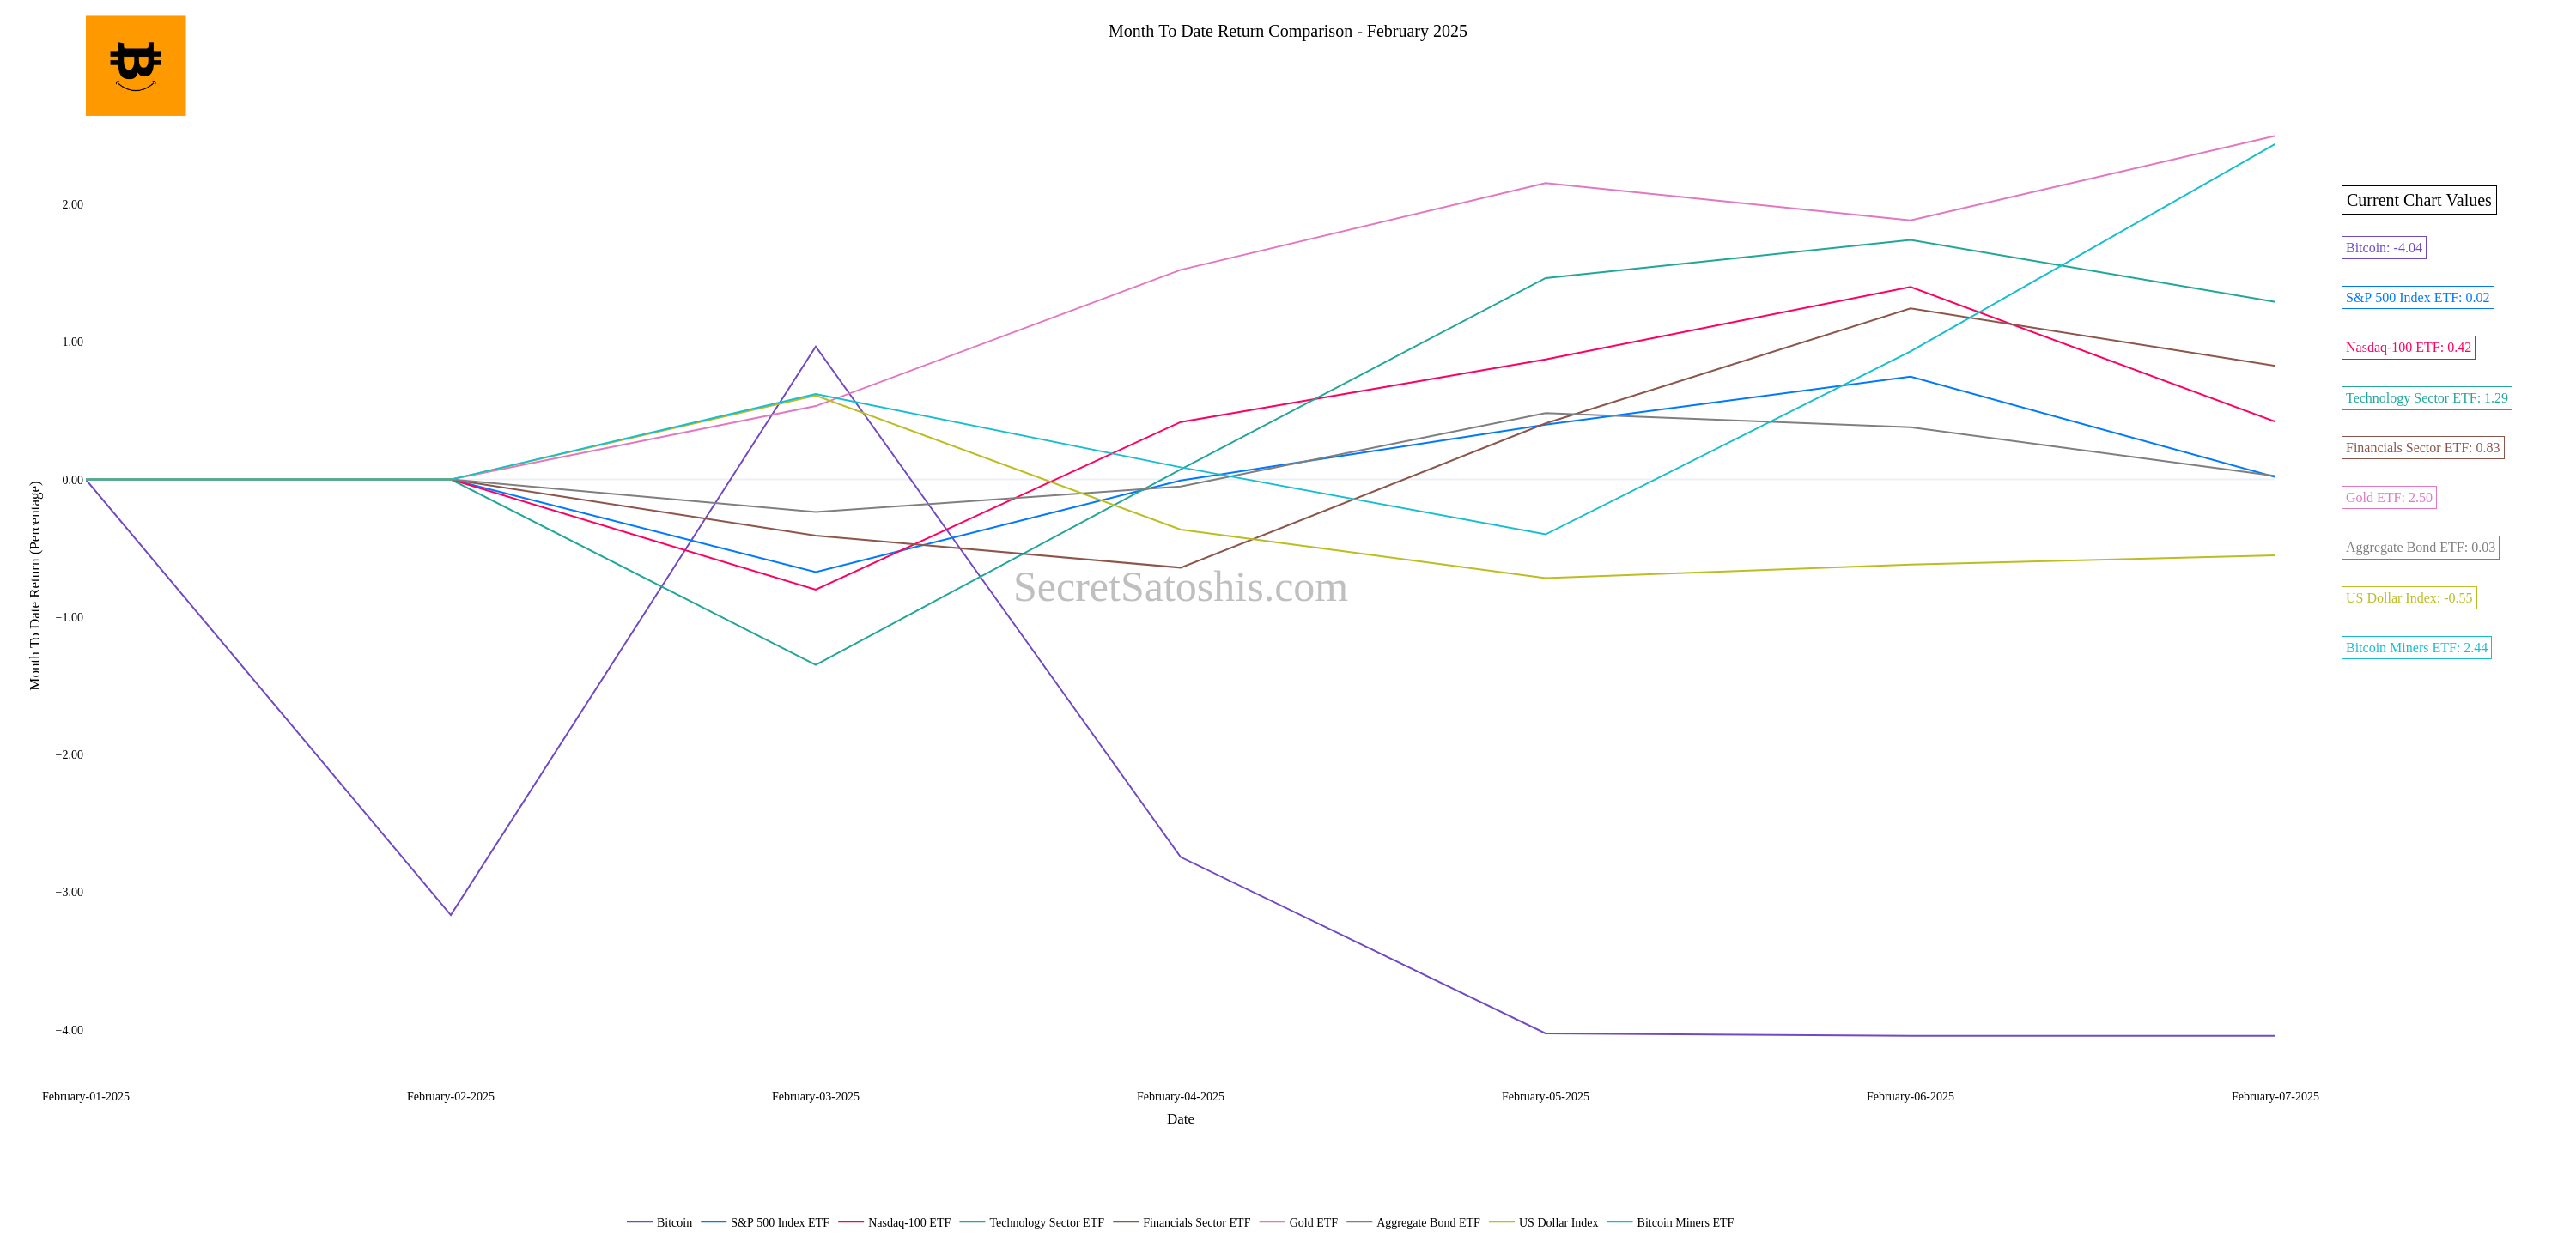 Month To Date Return Comparison - February 2025
Month To Date Return (Percentage)
2.00
1.00
0.00
−1.00
−2.00
−3.00
−4.00
SecretSatoshis.com
Current Chart Values
Bitcoin: -4.04
S&P 500 Index ETF: 0.02
Nasdaq-100 ETF: 0.42
Technology Sector ETF: 1.29
Financials Sector ETF: 0.83
Gold ETF: 2.50
Aggregate Bond ETF: 0.03
US Dollar Index: -0.55
Bitcoin Miners ETF: 2.44
February-01-2025 February-02-2025 February-03-2025 February-04-2025 February-05-2025 February-06-2025 February-07-2025
Date
Bitcoin S&P 500 Index ETF Nasdaq-100 ETF Technology Sector ETF Financials Sector ETF Gold ETF Aggregate Bond ETF US Dollar Index Bitcoin Miners ETF